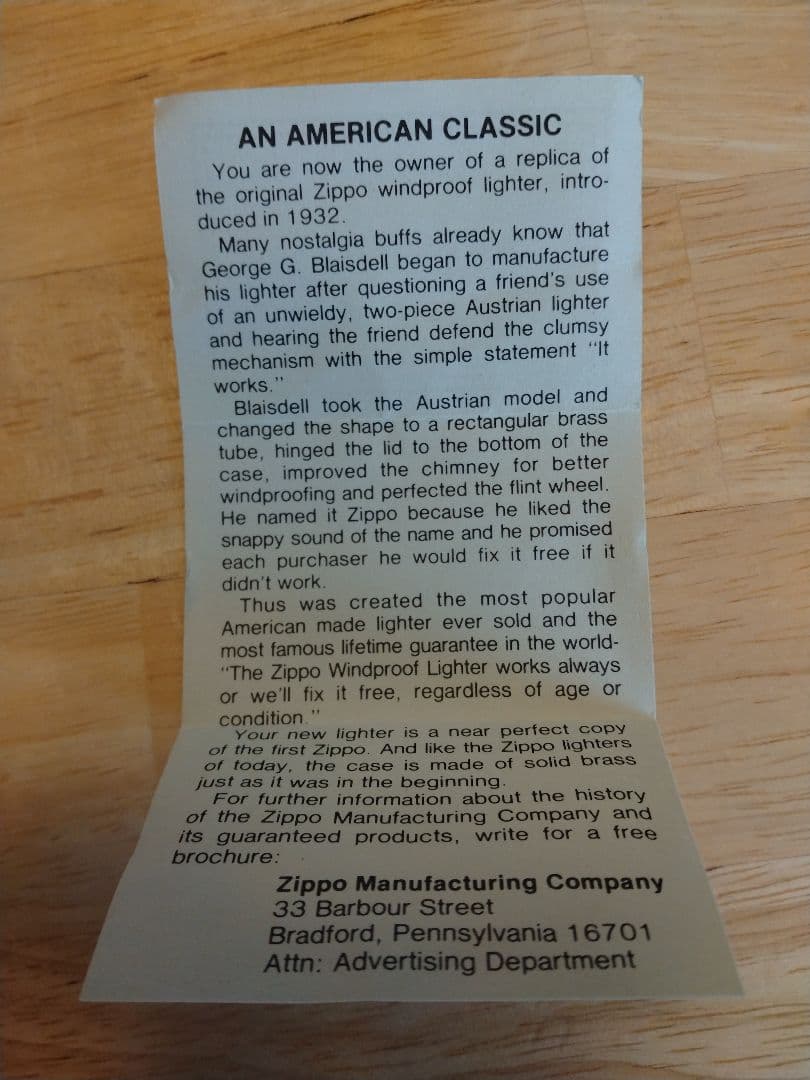 AN AMERICAN CLASSIC
You are now the owner of a replica of
the original Zippo windproof lighter, intro-
duced in 1932.
Many nostalgia buffs already know that
George G. Blaisdell began to manufacture
his lighter after questioning a friend's use
of an unwieldy, two-piece Austrian lighter
and hearing the friend defend the clumsy
mechanism with the simple statement "It
works."
Blaisdell took the Austrian model and
changed the shape to a rectangular brass
tube, hinged the lid to the bottom of the
case, improved the chimney for better
windproofing and perfected the flint wheel.
He named it Zippo because he liked the
snappy sound of the name and he promised
each purchaser he would fix it free if it
didn't work.
Thus was created the most popular
American made lighter ever sold and the
most famous lifetime guarantee in the world-
"The Zippo Windproof Lighter works always
or we'll fix it free, regardless of age or
condition."
Your new lighter is a near perfect copy
of the first Zippo. And like the Zippo lighters
of today, the case is made of solid brass
just as it was in the beginning.
For further information about the history
of the Zippo Manufacturing Company and
its guaranteed products, write for a free
brochure:
Zippo Manufacturing Company
33 Barbour Street
Bradford, Pennsylvania 16701
Attn: Advertising Department